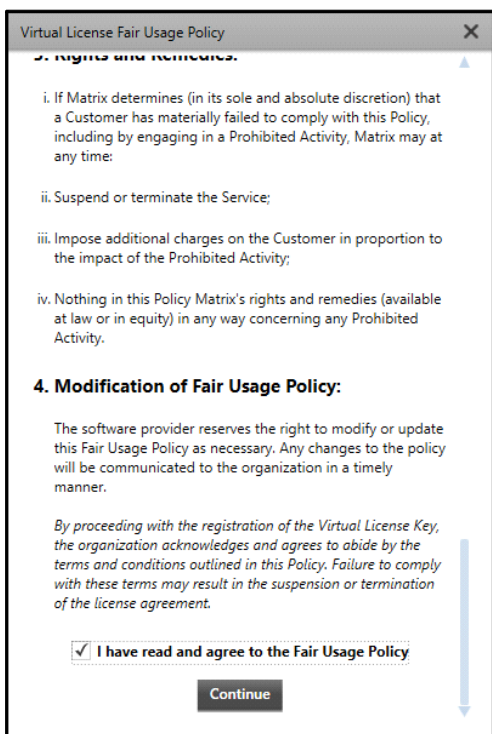 Virtual License Fair Usage Policy
3. Rights and Remedies:
i. If Matrix determines (in its sole and absolute discretion) that
a Customer has materially failed to comply with this Policy,
including by engaging in a Prohibited Activity, Matrix may at
any time:
ii. Suspend or terminate the Service;
iii. Impose additional charges on the Customer in proportion to
the impact of the Prohibited Activity;
iv. Nothing in this Policy Matrix's rights and remedies (available
at law or in equity) in any way concerning any Prohibited
Activity.
4. Modification of Fair Usage Policy:
The software provider reserves the right to modify or update
this Fair Usage Policy as necessary. Any changes to the policy
will be communicated to the organization in a timely
manner.
By proceeding with the registration of the Virtual License Key,
the organization acknowledges and agrees to abide by the
terms and conditions outlined in this Policy. Failure to comply
with these terms may result in the suspension or termination
of the license agreement.
I have read and agree to the Fair Usage Policy
Continue